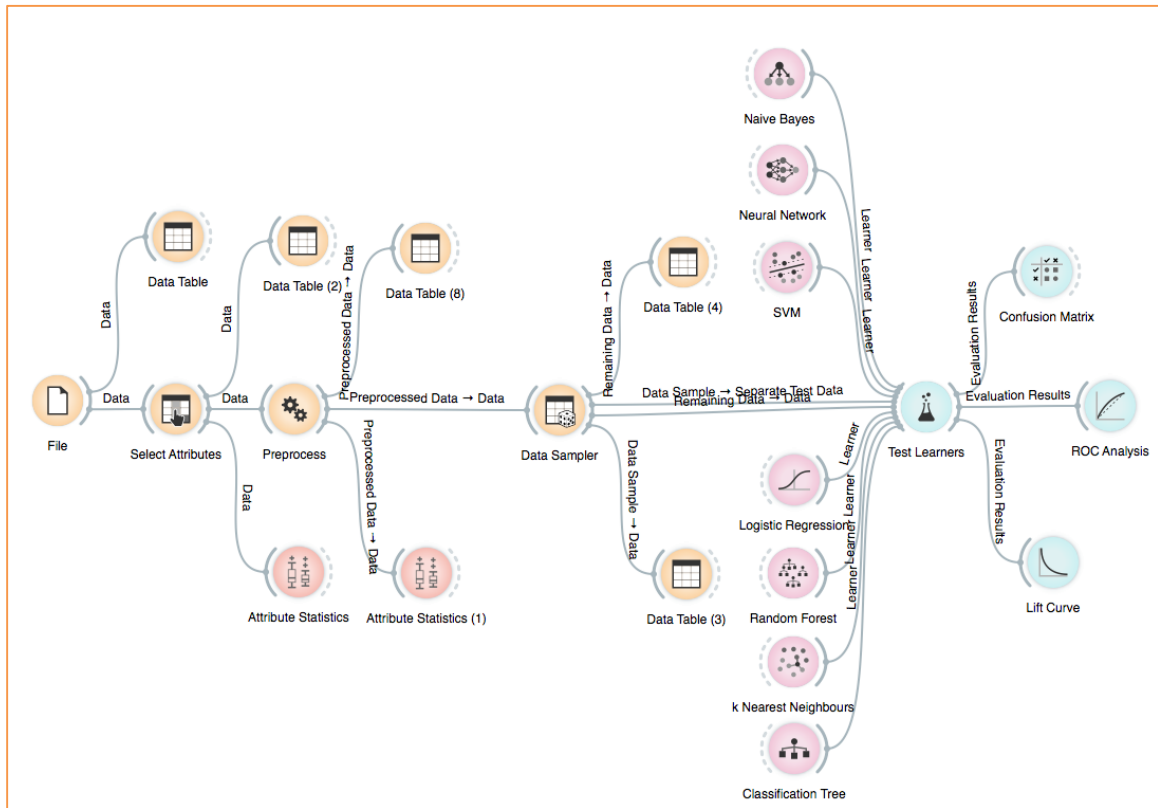 Naive Bayes
Neural Network
Learner
Learner
Learner
Data Table
Data Table (2)
Data Table (8)
Data Table (4)
SVM
Confusion Matrix
Data
Data
Preprocessed Data → Data
Remaining Data → Data
Evaluation Results
File
Data
Select Attributes
Data
Preprocess
Preprocessed Data → Data
Data Sampler
Data Sample → Separate Test Data
Remaining Data → Data
Test Learners
Evaluation Results
ROC Analysis
Data
Preprocessed Data → Data
Data Sample → Data
Learner
Learner
Learner
Learner
Evaluation Results
Logistic Regression
Attribute Statistics
Attribute Statistics (1)
Data Table (3)
Random Forest
Lift Curve
k Nearest Neighbours
Classification Tree